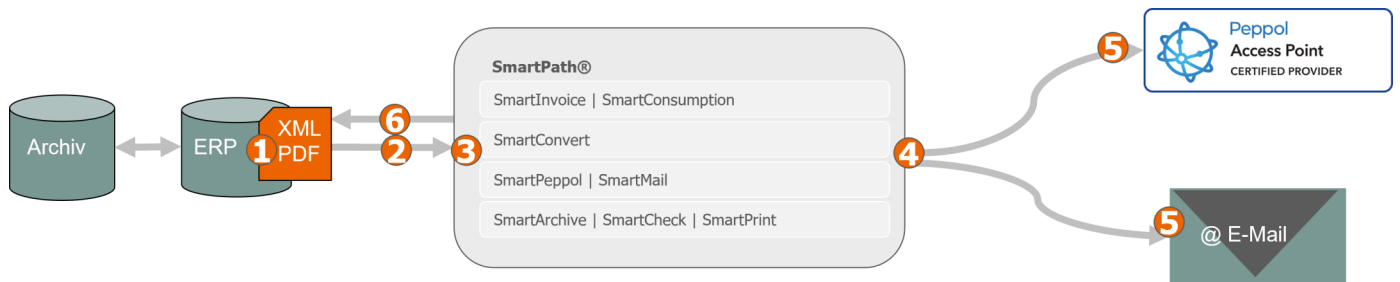 Archiv
ERP
1
XML
PDF
6
2
3
SmartPath®
SmartInvoice | SmartConsumption
SmartConvert
SmartPeppol | SmartMail
SmartArchive | SmartCheck | SmartPrint
4
5
Peppol
Access Point
CERTIFIED PROVIDER
5
@ E-Mail